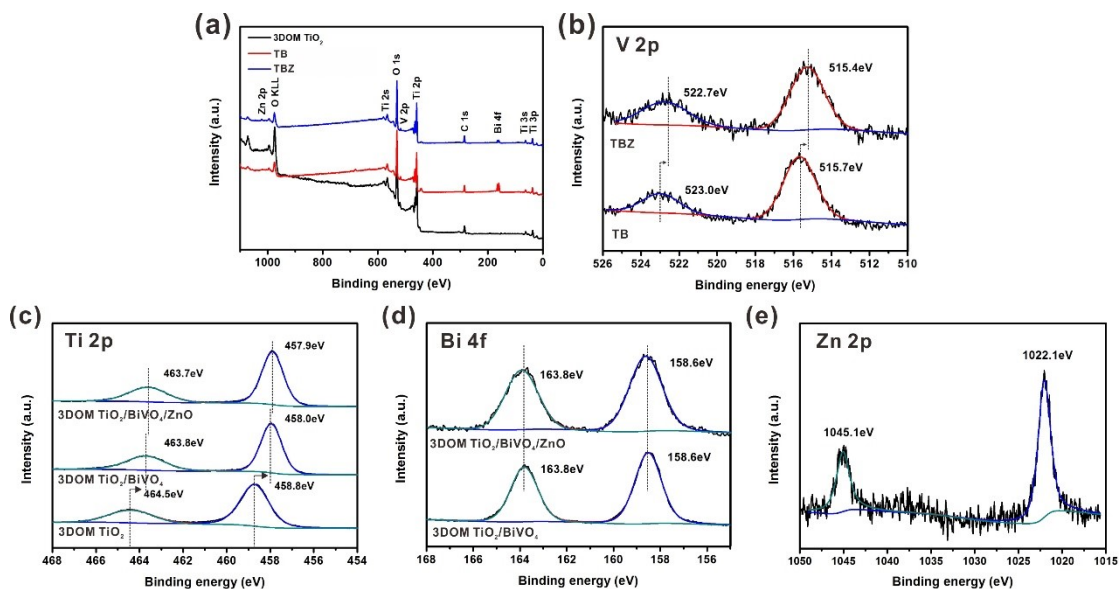 (a)
3DOM TiO₂
TB
TBZ
Zn 2p
O KLL
Ti 2s
O 1s
V 2p
Ti 2p
C 1s
Bi 4f
Ti 3s
Ti 3p
Intensity (a.u.)
1000 800 600 400 200 0
Binding energy (eV)
(b)
V 2p
515.4eV
522.7eV
TBZ
515.7eV
523.0eV
TB
Intensity (a.u.)
526 524 522 520 518 516 514 512 510
Binding energy (eV)
(c)
Ti 2p
457.9eV
463.7eV
3DOM TiO₂/BiVO₄/ZnO
458.0eV
463.8eV
3DOM TiO₂/BiVO₄
464.5eV
458.8eV
3DOM TiO₂
Intensity (a.u.)
468 466 464 462 460 458 456 454
Binding energy (eV)
(d)
Bi 4f
163.8eV
158.6eV
3DOM TiO₂/BiVO₄/ZnO
163.8eV
158.6eV
3DOM TiO₂/BiVO₄
Intensity (a.u.)
168 166 164 162 160 158 156
Binding energy (eV)
(e)
Zn 2p
1022.1eV
1045.1eV
Intensity (a.u.)
1050 1045 1040 1035 1030 1025 1020 1015
Binding energy (eV)